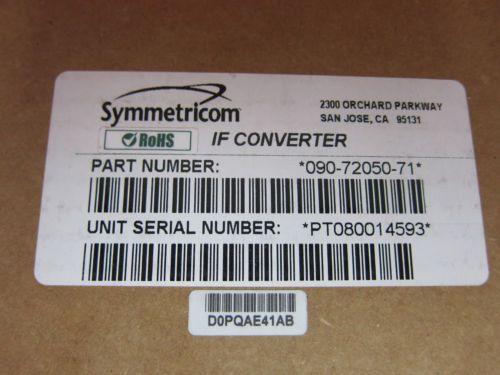 Symmetricom
2300 ORCHARD PARKWAY
SAN JOSE, CA 95131
RoHS
IF CONVERTER
PART NUMBER: *090-72050-71*
UNIT SERIAL NUMBER: *PT080014593*
D0PQAE41AB